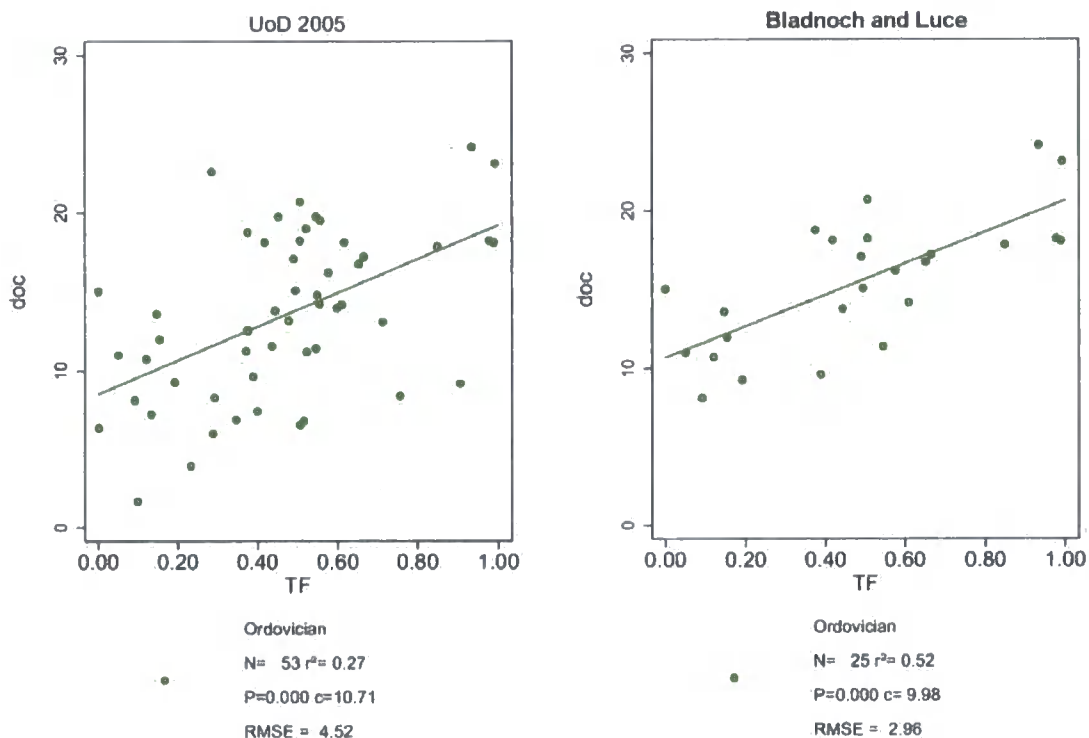 UoD 2005
30
20
10
0
doc
0.00 0.20 0.40 0.60 0.80 1.00
TF
Ordovician
N= 53 r²= 0.27
P=0.000 c=10.71
RMSE = 4.52
Bladnoch and Luce
30
20
10
0
doc
0.00 0.20 0.40 0.60 0.80 1.00
TF
Ordovician
N= 25 r²= 0.52
P=0.000 c= 9.98
RMSE = 2.96